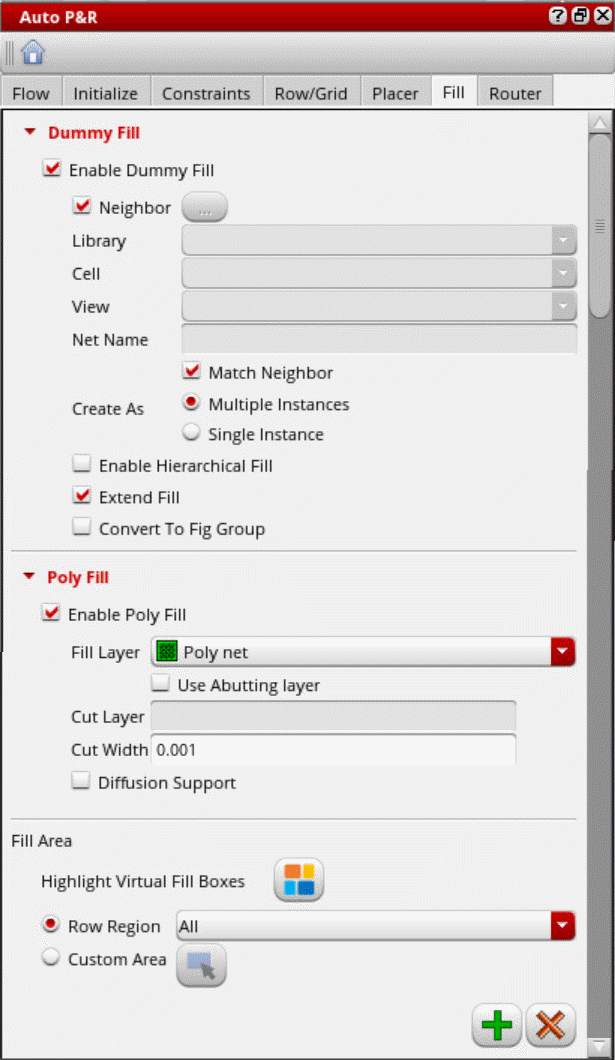 Auto P&R
Flow Initialize Constraints Row/Grid Placer Fill Router
Dummy Fill
Enable Dummy Fill
Neighbor ...
Library
Cell
View
Net Name
Match Neighbor
Create As Multiple Instances
Single Instance
Enable Hierarchical Fill
Extend Fill
Convert To Fig Group
Poly Fill
Enable Poly Fill
Fill Layer Poly net
Use Abutting layer
Cut Layer
Cut Width 0.001
Diffusion Support
Fill Area
Highlight Virtual Fill Boxes
Row Region All
Custom Area